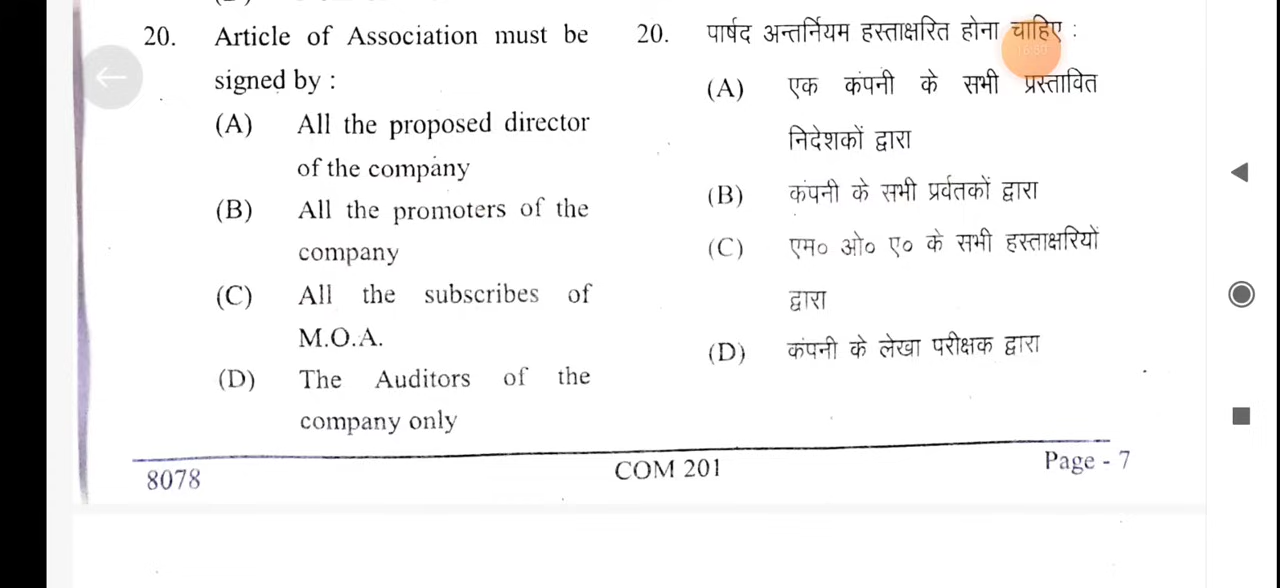 20. Article of Association must be
signed by :
(A) All the proposed director
of the company
(B) All the promoters of the
company
(C) All the subscribes of
M.O.A.
(D) The Auditors of the
company only
20. पार्षद अन्तर्नियम हस्ताक्षरित होना चाहिए :
(A) एक कंपनी के सभी प्रस्तावित
निदेशकों द्वारा
(B) कंपनी के सभी प्रर्वतकों द्वारा
(C) एम० ओ० ए० के सभी हस्ताक्षरियों
द्वारा
(D) कंपनी के लेखा परीक्षक द्वारा
8078 COM 201 Page - 7